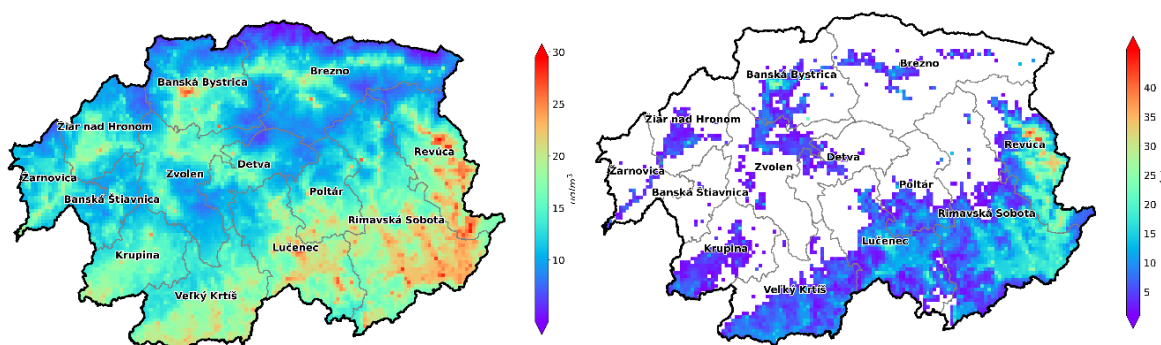 Banská Bystrica
Brezno
Žiar nad Hronom
Revúca
Žarnovica
Zvolen
Detva
Banská Štiavnica
Poltár
Rimavská Sobota
Lučenec
Krupina
Veľký Krtíš
30
25
20
15
10
µg/m³
Banská Bystrica
Brezno
Žiar nad Hronom
Revúca
Žarnovica
Zvolen
Detva
Banská Štiavnica
Poltár
Rimavská Sobota
Lučenec
Krupina
Veľký Krtíš
40
35
30
25
20
15
10
5